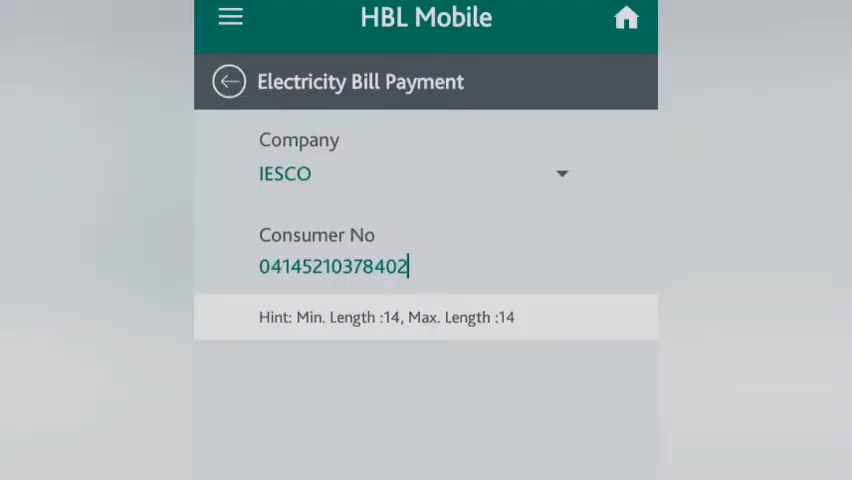 HBL Mobile
Electricity Bill Payment
Company
IESCO
Consumer No
04145210378402
Hint: Min. Length :14, Max. Length :14